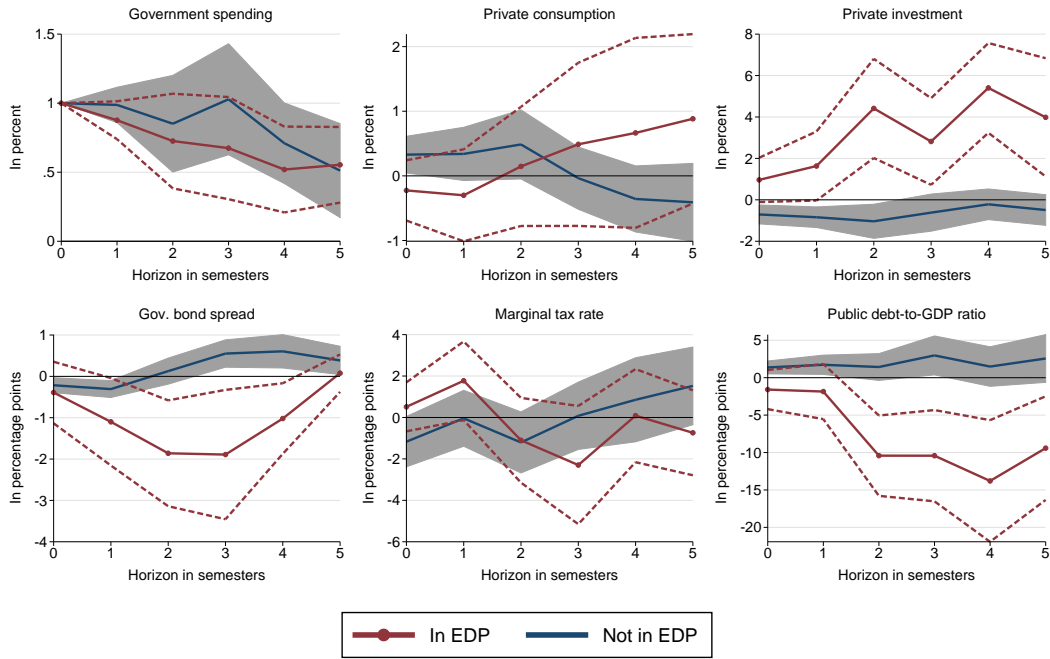 Government spending
In percent
1.5
1
.5
0
0 1 2 3 4 5
Horizon in semesters
Private consumption
In percent
2
1
0
-1
0 1 2 3 4 5
Horizon in semesters
Private investment
In percent
8
6
4
2
0
-2
0 1 2 3 4 5
Horizon in semesters
Gov. bond spread
In percentage points
1
0
-1
-2
-3
-4
0 1 2 3 4 5
Horizon in semesters
Marginal tax rate
In percentage points
4
2
0
-2
-4
-6
0 1 2 3 4 5
Horizon in semesters
Public debt-to-GDP ratio
In percentage points
5
0
-5
-10
-15
-20
0 1 2 3 4 5
Horizon in semesters
In EDP
Not in EDP